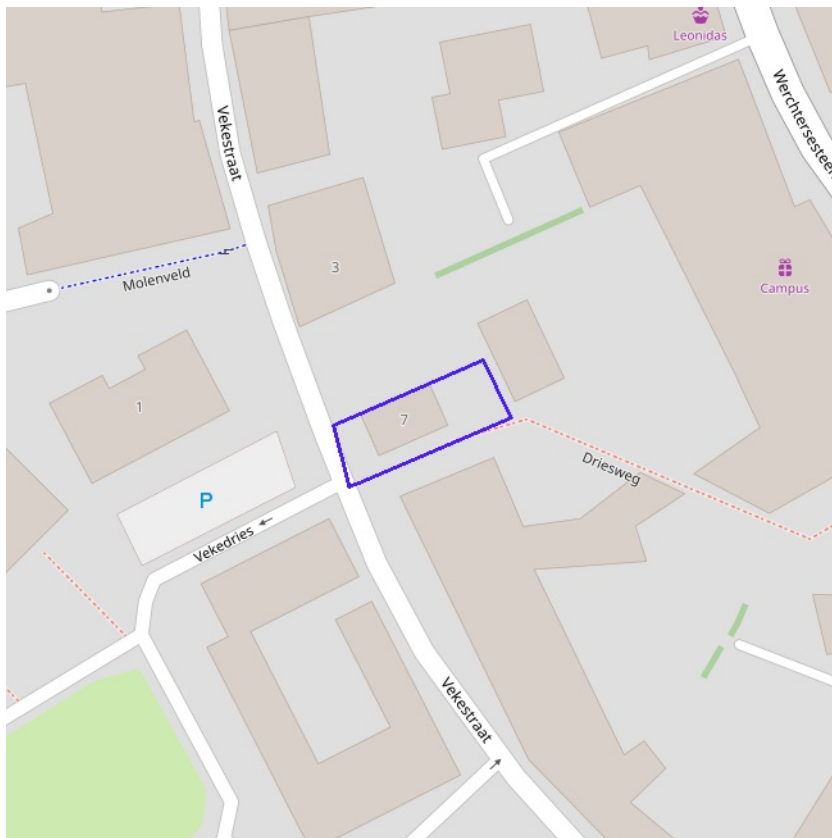 Leonidas
Werchtersesteen
Vekestraat
3
Molenveld
Campus
1
7
Driesweg
P
Vekedries
Vekestraat